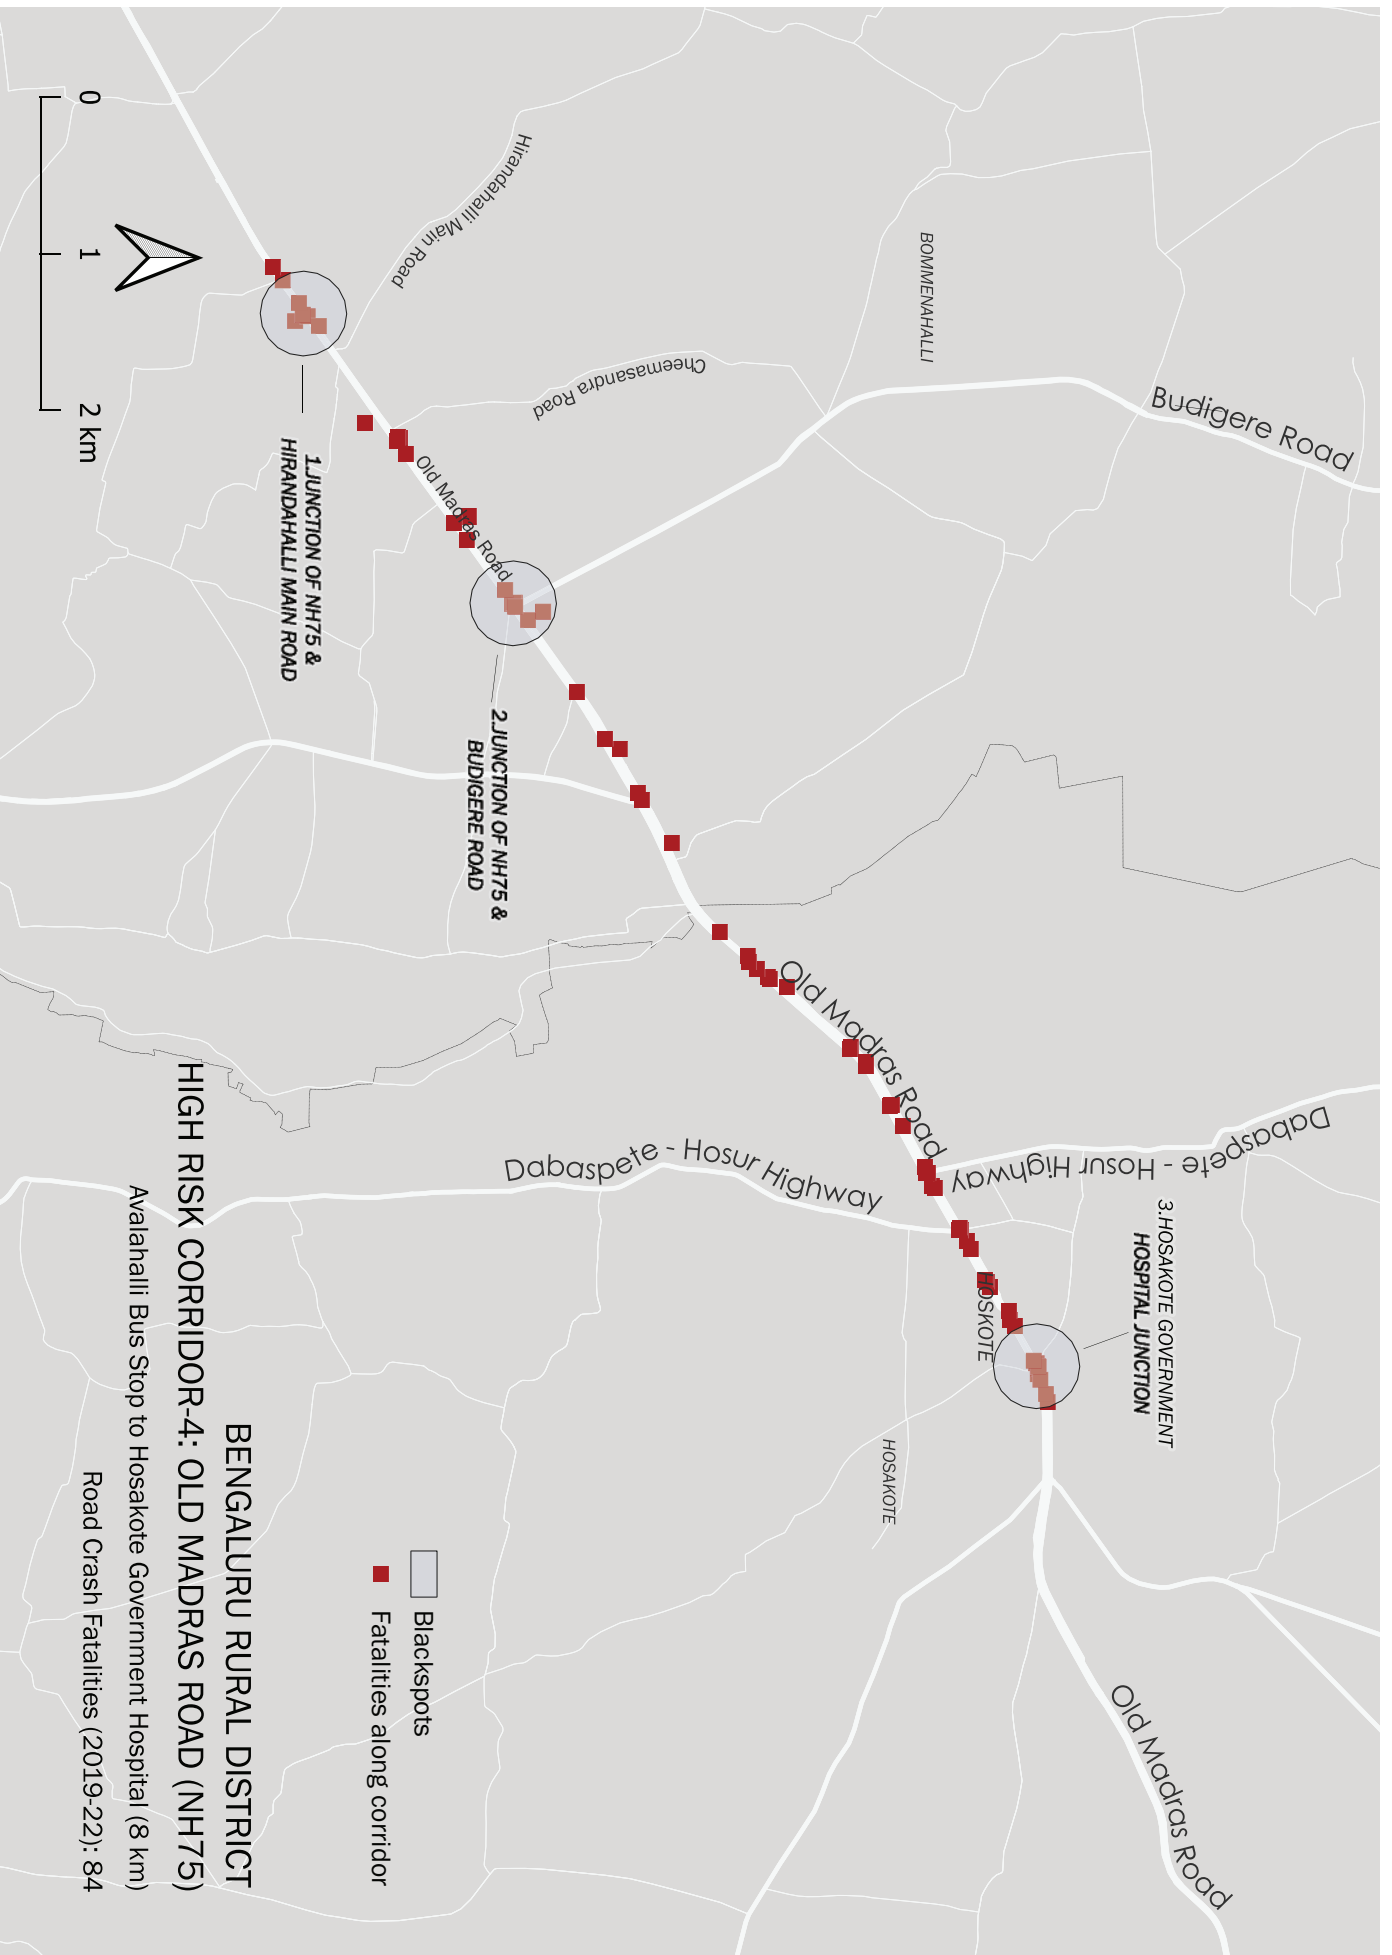 Budigere Road
BOMMENAHALLI
Hirandahalli Main Road
Cheemasandra Road
Old Madras Road
1.JUNCTION OF NH75 &
HIRANDAHALLI MAIN ROAD
2.JUNCTION OF NH75 &
BUDIGERE ROAD
0 1 2 km
Old Madras Road
Dabaspete - Hosur Highway
Dabaspete - Hosur Highway
3.HOSAKOTE GOVERNMENT
HOSPITAL JUNCTION
HOSKOTE
HOSAKOTE
Old Madras Road
Blackspots
Fatalities along corridor
BENGALURU RURAL DISTRICT
HIGH RISK CORRIDOR-4: OLD MADRAS ROAD (NH75)
Avalahalli Bus Stop to Hosakote Government Hospital (8 km)
Road Crash Fatalities (2019-22): 84